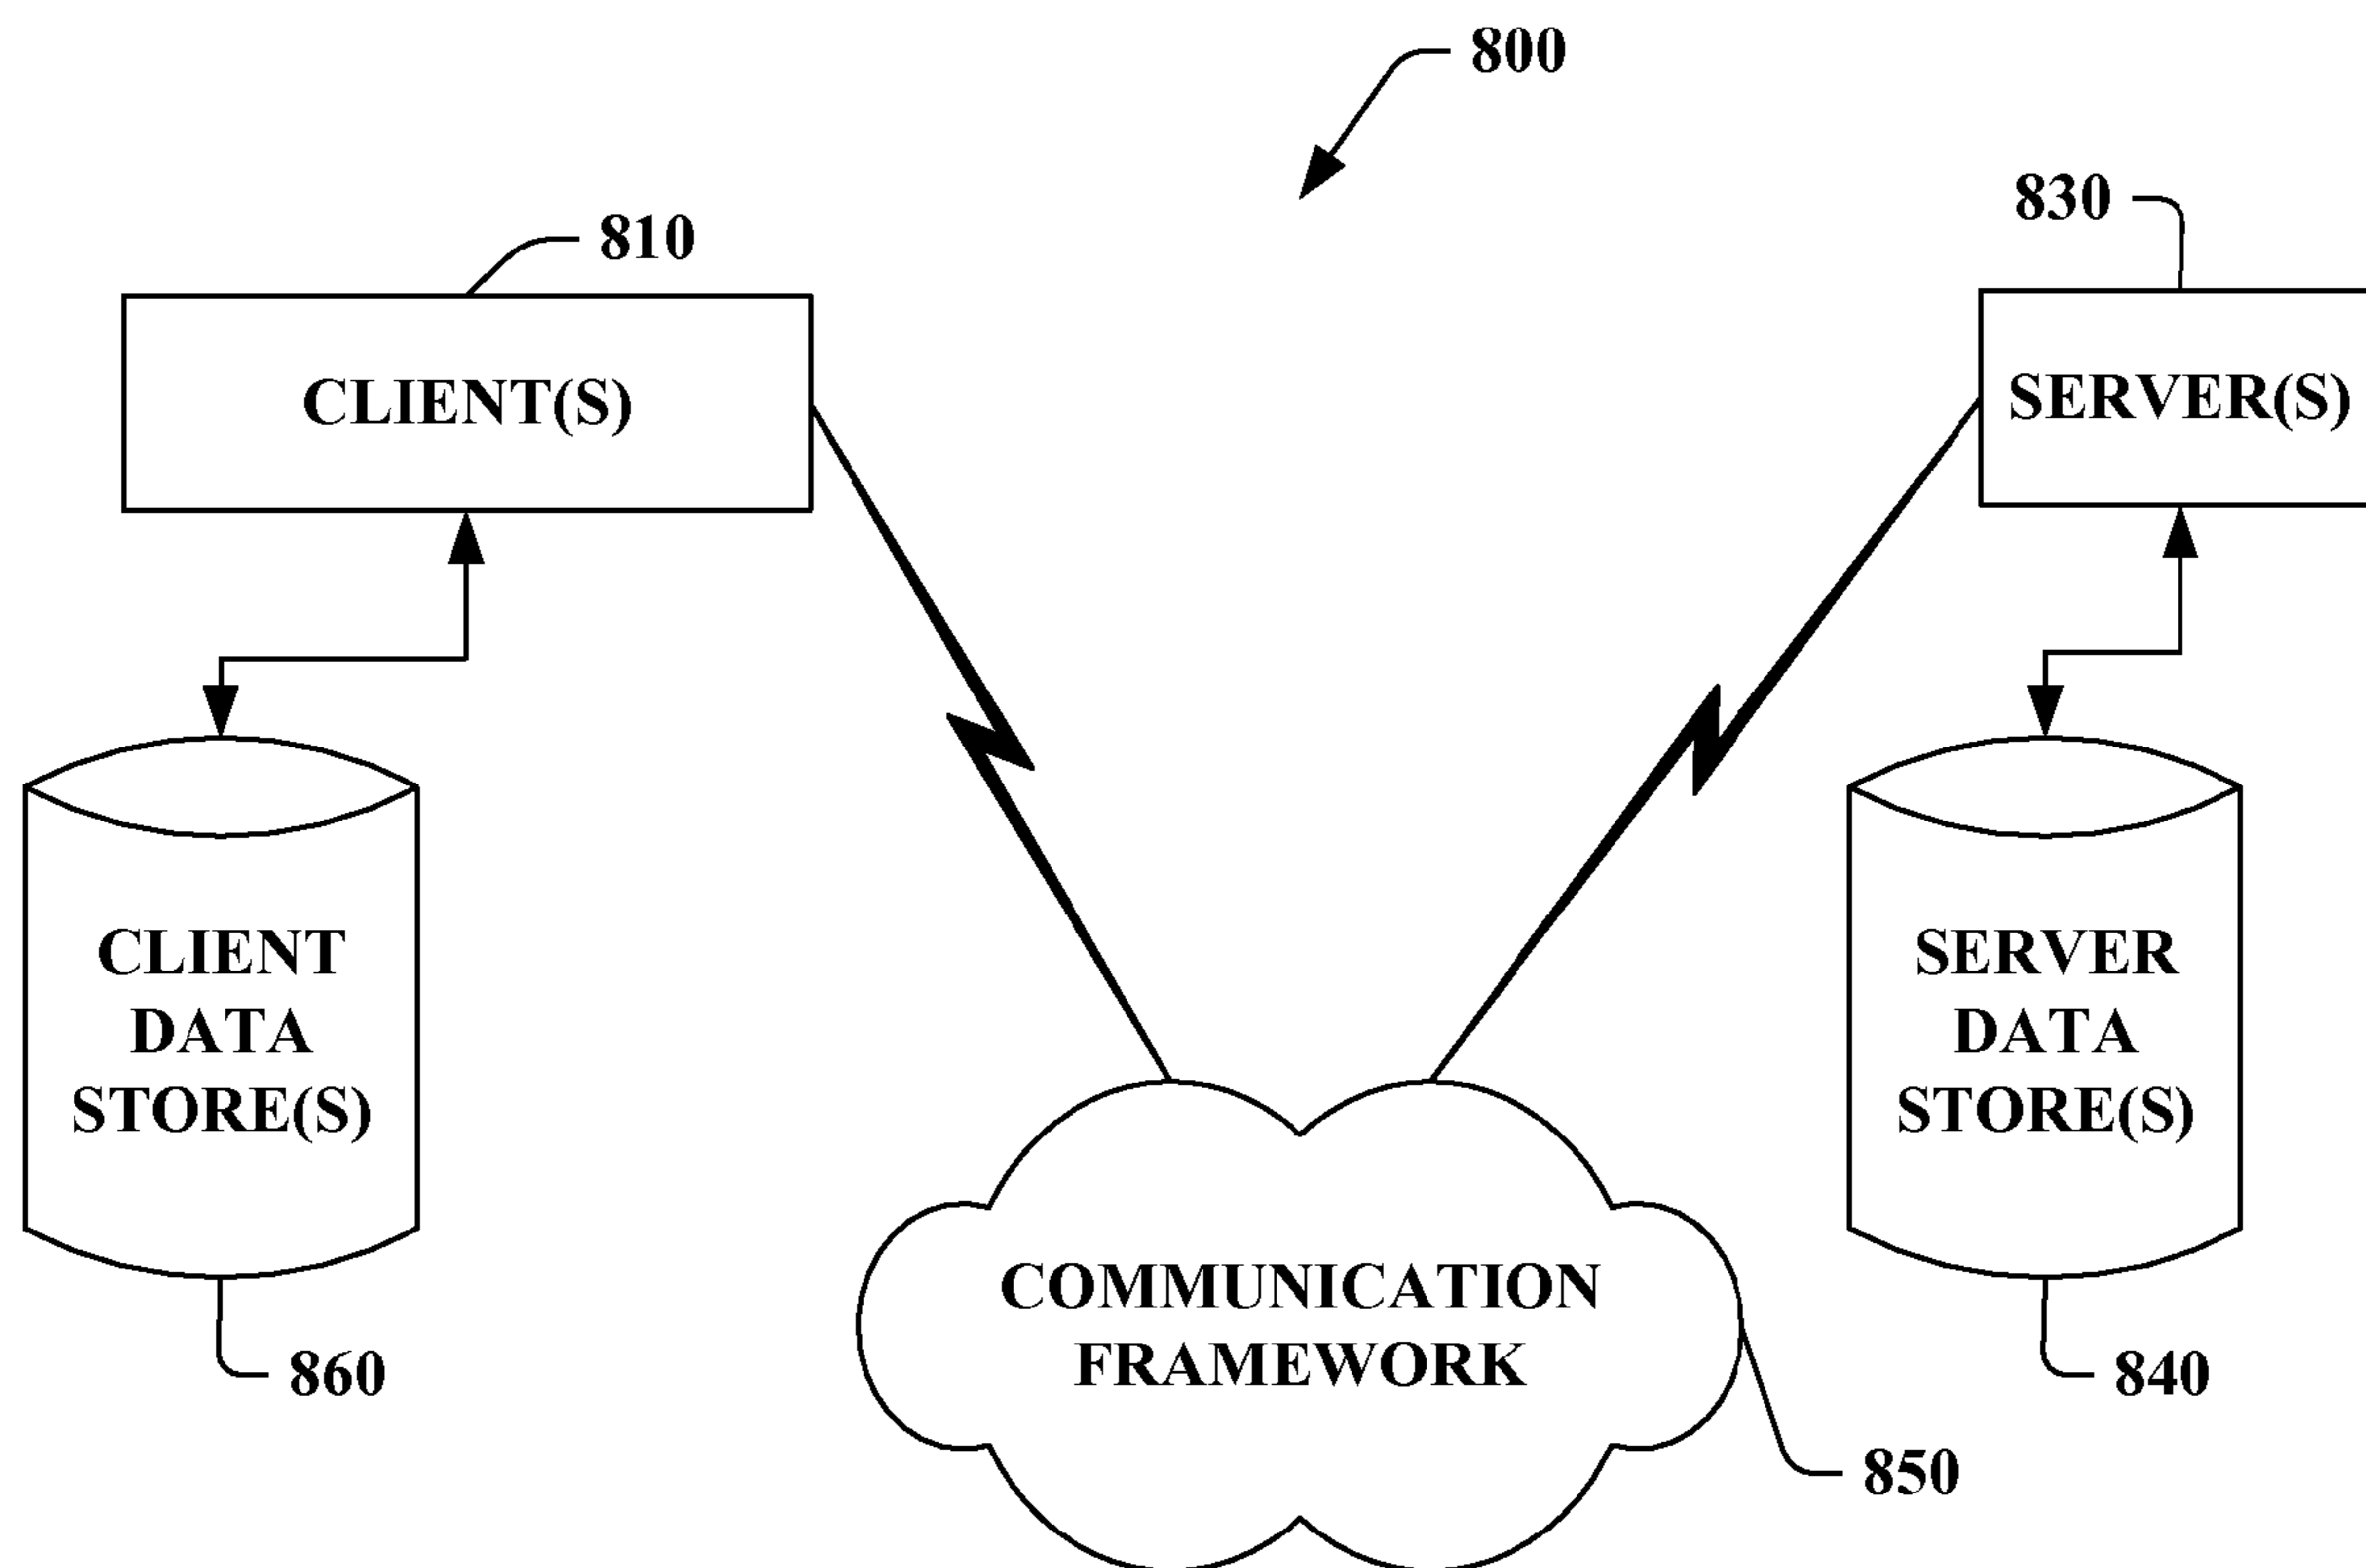 800
830
810
CLIENT(S)
SERVER(S)
CLIENT
DATA
STORE(S)
SERVER
DATA
STORE(S)
COMMUNICATION
FRAMEWORK
860
840
850